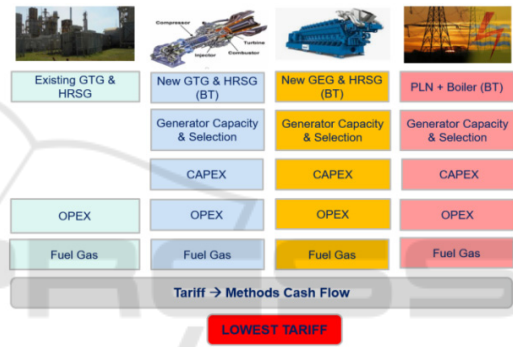 Compressor
Turbine
Injector
Combustor
Existing GTG &
HRSG
New GTG & HRSG
(BT)
New GEG & HRSG
(BT)
PLN + Boiler (BT)
Generator Capacity
& Selection
Generator Capacity
& Selection
Generator Capacity
& Selection
CAPEX
CAPEX
CAPEX
OPEX
OPEX
OPEX
OPEX
Fuel Gas
Fuel Gas
Fuel Gas
Fuel Gas
Tariff → Methods Cash Flow
LOWEST TARIFF